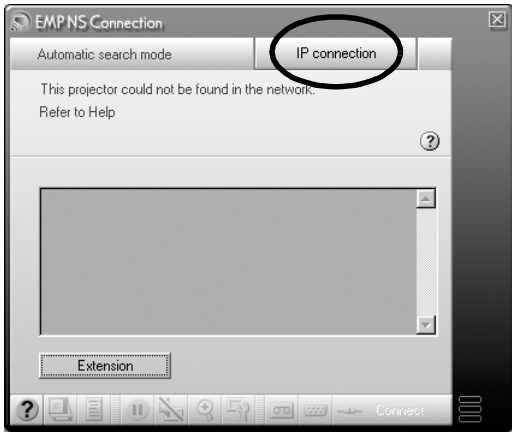 EMP NS Connection
Automatic search mode
IP connection
This projector could not be found in the network.
Refer to Help
?
Extension
? Connect